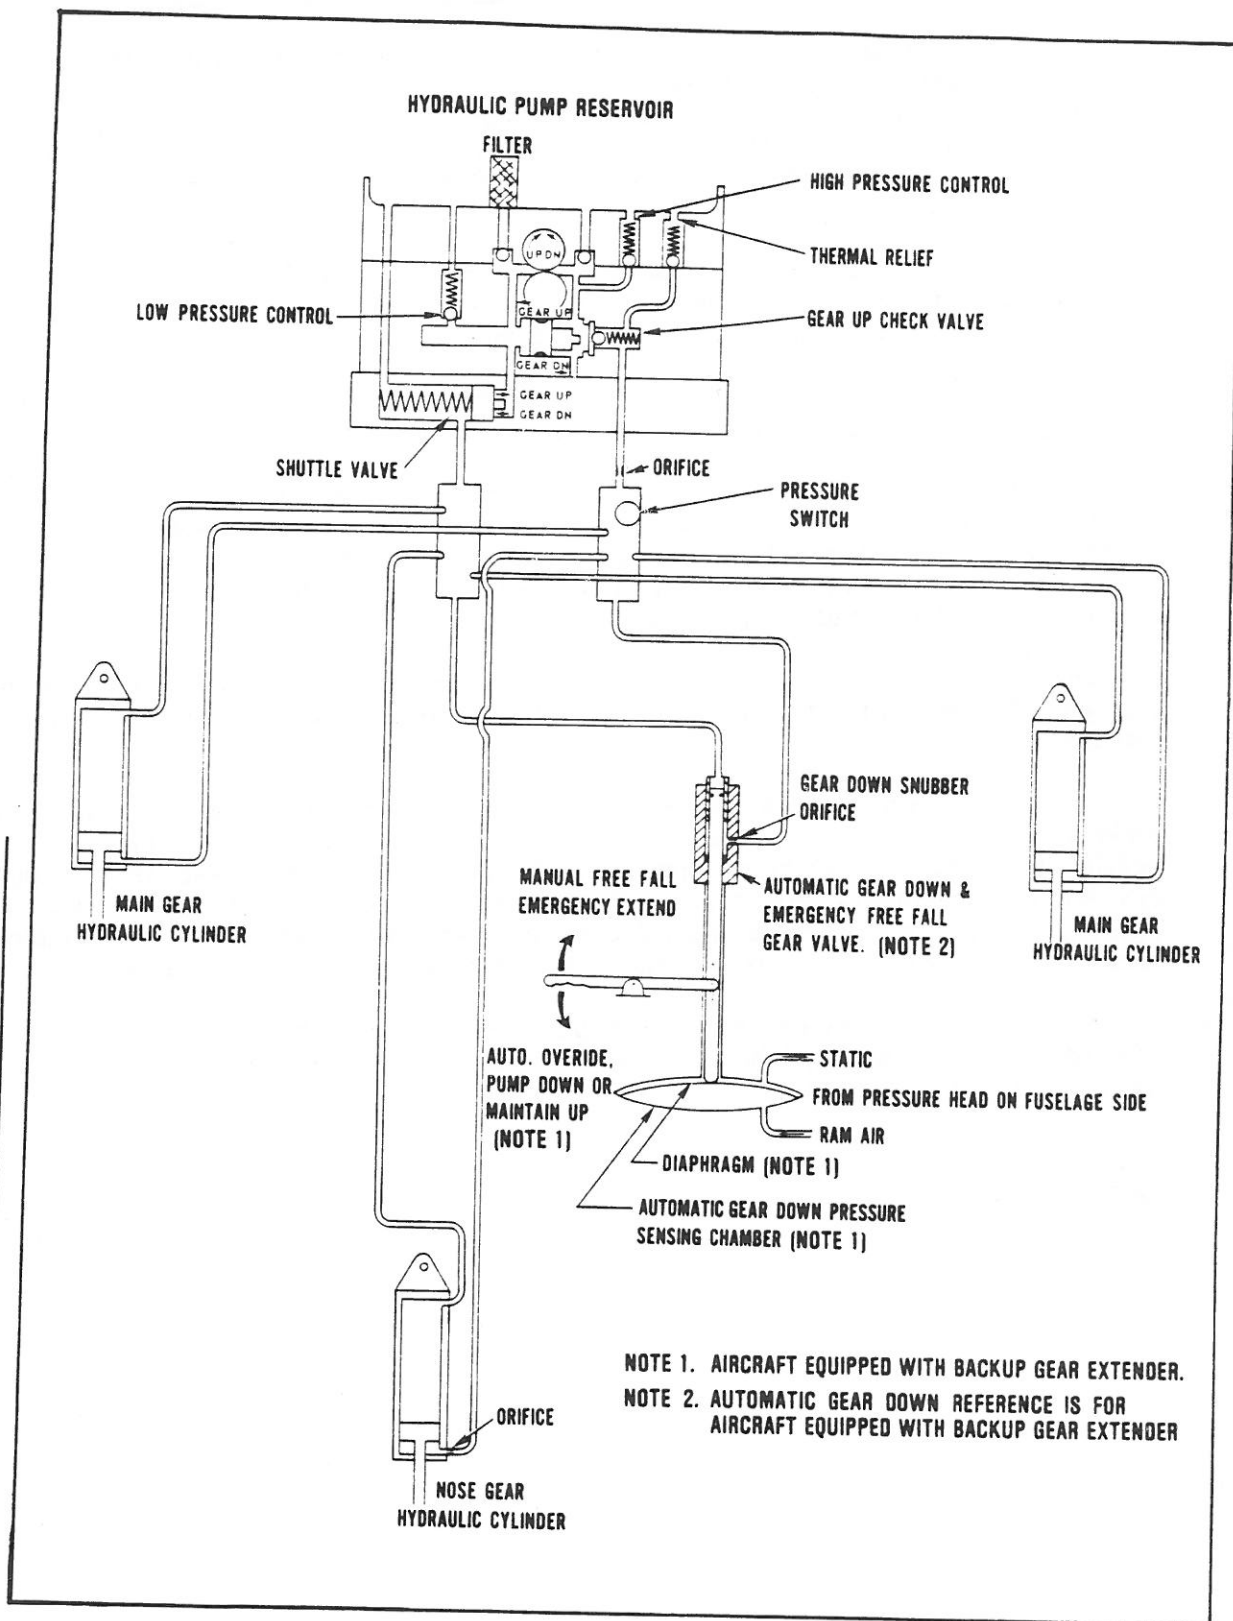 HYDRAULIC PUMP RESERVOIR
FILTER
HIGH PRESSURE CONTROL
THERMAL RELIEF
UP DN
LOW PRESSURE CONTROL
GEAR UP
GEAR UP CHECK VALVE
GEAR DN
GEAR UP
GEAR DN
SHUTTLE VALVE
ORIFICE
PRESSURE
SWITCH
GEAR DOWN SNUBBER
ORIFICE
MANUAL FREE FALL
EMERGENCY EXTEND
AUTOMATIC GEAR DOWN &
EMERGENCY FREE FALL
GEAR VALVE. (NOTE 2)
MAIN GEAR
HYDRAULIC CYLINDER
MAIN GEAR
HYDRAULIC CYLINDER
AUTO. OVERIDE,
PUMP DOWN OR
MAINTAIN UP
(NOTE 1)
STATIC
FROM PRESSURE HEAD ON FUSELAGE SIDE
RAM AIR
DIAPHRAGM (NOTE 1)
AUTOMATIC GEAR DOWN PRESSURE
SENSING CHAMBER (NOTE 1)
ORIFICE
NOSE GEAR
HYDRAULIC CYLINDER
NOTE 1. AIRCRAFT EQUIPPED WITH BACKUP GEAR EXTENDER.
NOTE 2. AUTOMATIC GEAR DOWN REFERENCE IS FOR
AIRCRAFT EQUIPPED WITH BACKUP GEAR EXTENDER